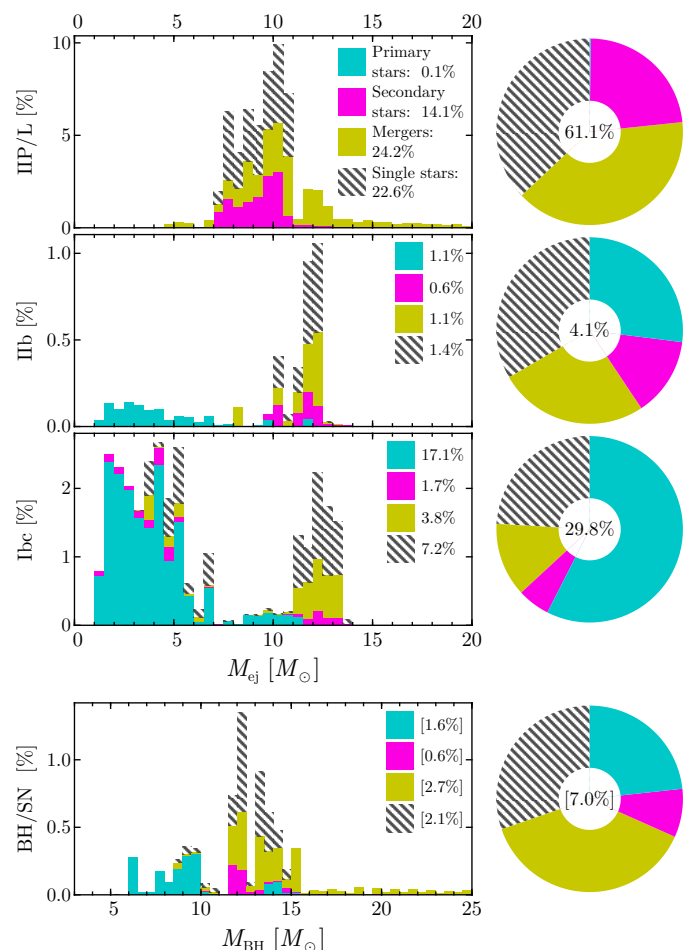 0 5 10 15 20
10
5
0
IIP/L [%]
Primary
stars: 0.1%
Secondary
stars: 14.1%
Mergers:
24.2%
Single stars:
22.6%
61.1%
1.0
0.5
0.0
IIb [%]
1.1%
0.6%
1.1%
1.4%
4.1%
2
1
0
Ibc [%]
17.1%
1.7%
3.8%
7.2%
29.8%
0 5 10 15 20
M_ej [M_⊙]
1.0
0.5
0.0
BH/SN [%]
[1.6%]
[0.6%]
[2.7%]
[2.1%]
[7.0%]
5 10 15 20 25
M_BH [M_⊙]